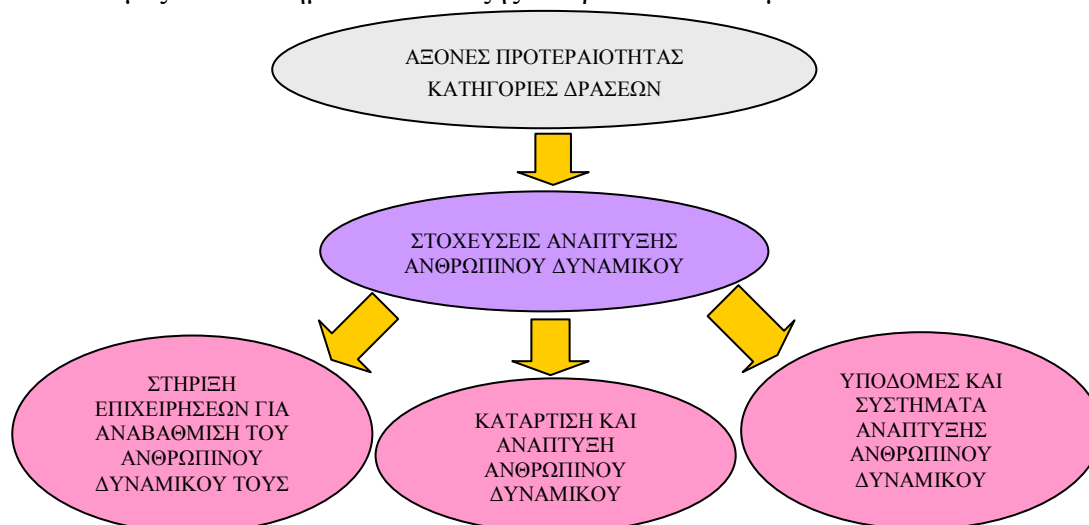 ΑΞΟΝΕΣ ΠΡΟΤΕΡΑΙΟΤΗΤΑΣ
ΚΑΤΗΓΟΡΙΕΣ ΔΡΑΣΕΩΝ
ΣΤΟΧΕΥΣΕΙΣ ΑΝΑΠΤΥΞΗΣ
ΑΝΘΡΩΠΙΝΟΥ ΔΥΝΑΜΙΚΟΥ
ΣΤΗΡΙΞΗ
ΕΠΙΧΕΙΡΗΣΕΩΝ ΓΙΑ
ΑΝΑΒΑΘΜΙΣΗ ΤΟΥ
ΑΝΘΡΩΠΙΝΟΥ
ΔΥΝΑΜΙΚΟΥ ΤΟΥΣ
ΚΑΤΑΡΤΙΣΗ ΚΑΙ
ΑΝΑΠΤΥΞΗ
ΑΝΘΡΩΠΙΝΟΥ
ΔΥΝΑΜΙΚΟΥ
ΥΠΟΔΟΜΕΣ ΚΑΙ
ΣΥΣΤΗΜΑΤΑ
ΑΝΑΠΤΥΞΗΣ
ΑΝΘΡΩΠΙΝΟΥ
ΔΥΝΑΜΙΚΟΥ